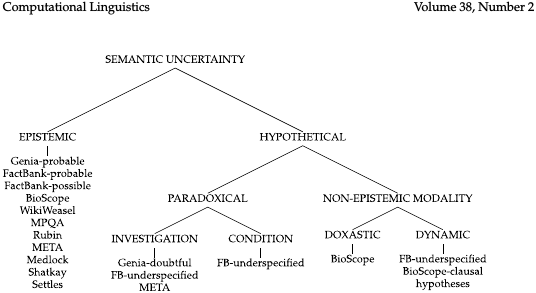 Computational Linguistics Volume 38, Number 2
SEMANTIC UNCERTAINTY
EPISTEMIC HYPOTHETICAL
Genia-probable
FactBank-probable
FactBank-possible
BioScope
WikiWeasel
MPQA
Rubin
META
Medlock
Shatkay
Settles
PARADOXICAL NON-EPISTEMIC MODALITY
INVESTIGATION CONDITION DOXASTIC DYNAMIC
Genia-doubtful
FB-underspecified
META
FB-underspecified
BioScope
FB-underspecified
BioScope-clausal
hypotheses